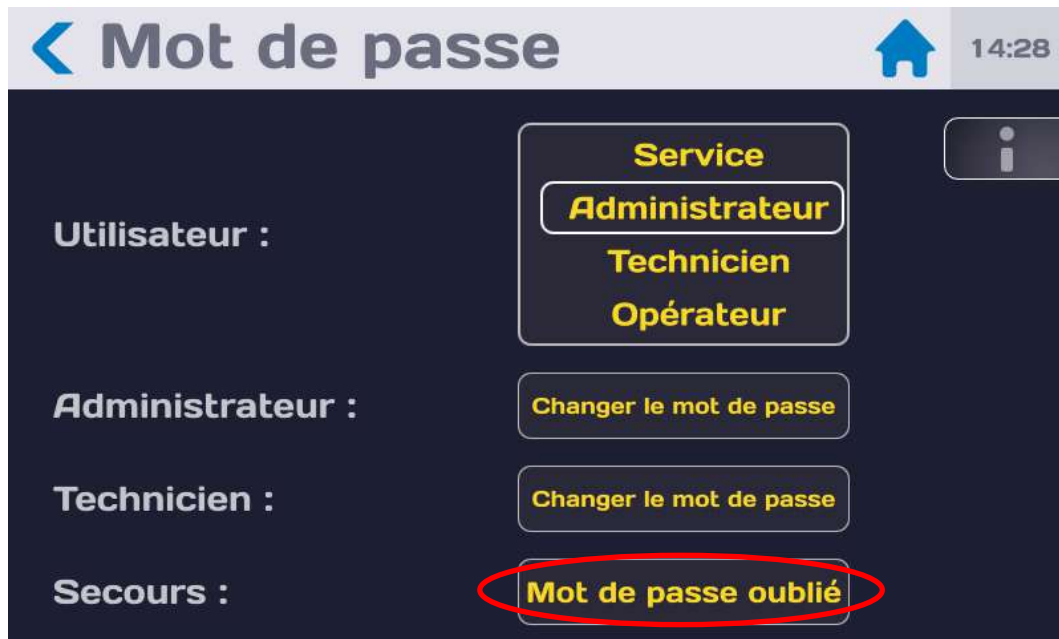 Mot de passe
14:28
Utilisateur :
Service
Administrateur
Technicien
Opérateur
Administrateur :
Changer le mot de passe
Technicien :
Changer le mot de passe
Secours :
Mot de passe oublié